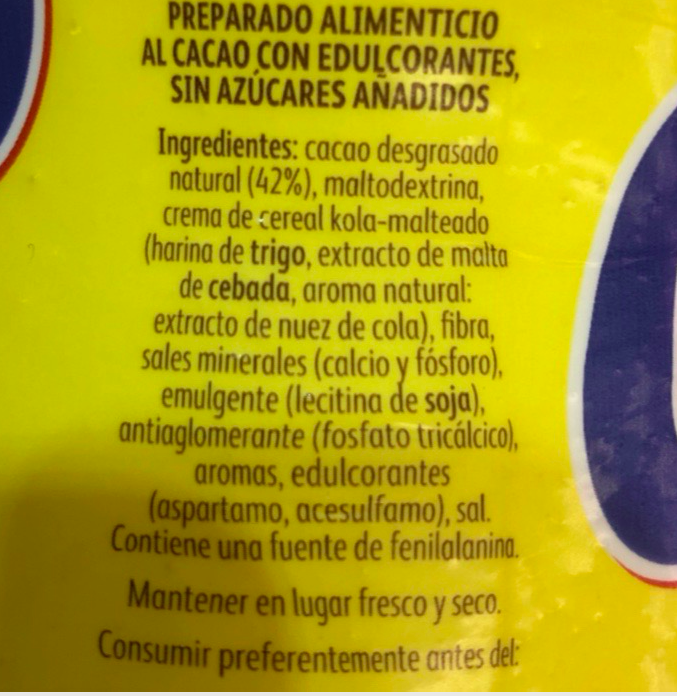 PREPARADO ALIMENTICIO
AL CACAO CON EDULCORANTES,
SIN AZÚCARES AÑADIDOS
Ingredientes: cacao desgrasado
natural (42%), maltodextrina,
crema de cereal kola-malteado
(harina de trigo, extracto de malta
de cebada, aroma natural:
extracto de nuez de cola), fibra,
sales minerales (calcio y fósforo),
emulgente (lecitina de soja),
antiaglomerante (fosfato tricálcico),
aromas, edulcorantes
(aspartamo, acesulfamo), sal.
Contiene una fuente de fenilalanina.
Mantener en lugar fresco y seco.
Consumir preferentemente antes del: